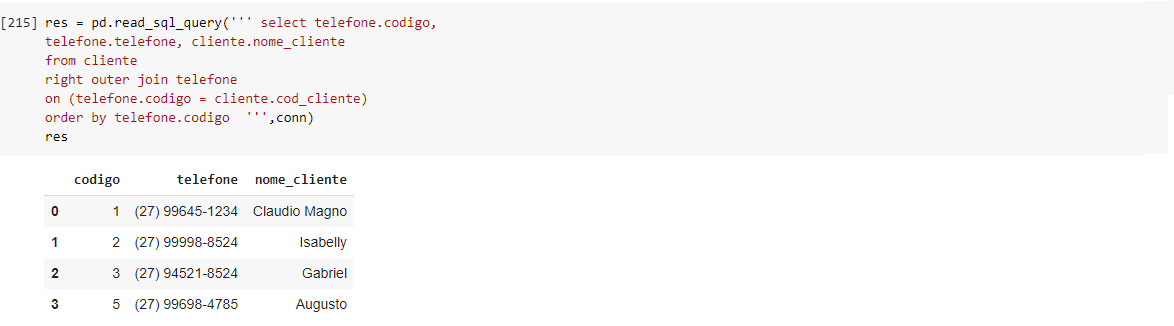 [215] res = pd.read_sql_query(''' select telefone.codigo,
telefone.telefone, cliente.nome_cliente
from cliente
right outer join telefone
on (telefone.codigo = cliente.cod_cliente)
order by telefone.codigo  ''',conn)
res
codigo telefone nome_cliente
0 1 (27) 99645-1234 Claudio Magno
1 2 (27) 99998-8524 Isabelly
2 3 (27) 94521-8524 Gabriel
3 5 (27) 99698-4785 Augusto